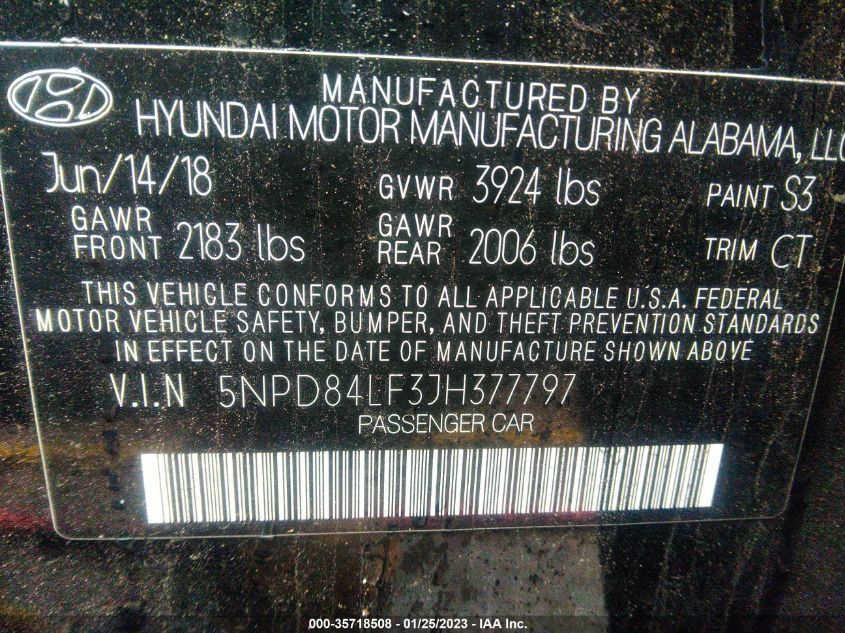 MANUFACTURED BY
HYUNDAI MOTOR MANUFACTURING ALABAMA, LLC
Jun/14/18 GVWR 3924 lbs PAINT S3
GAWR FRONT 2183 lbs GAWR REAR 2006 lbs TRIM CT
THIS VEHICLE CONFORMS TO ALL APPLICABLE U.S.A. FEDERAL
MOTOR VEHICLE SAFETY, BUMPER, AND THEFT PREVENTION STANDARDS
IN EFFECT ON THE DATE OF MANUFACTURE SHOWN ABOVE
V.I.N 5NPD84LF3JH377797
PASSENGER CAR
000-35718508 - 01/25/2023 - IAA Inc.